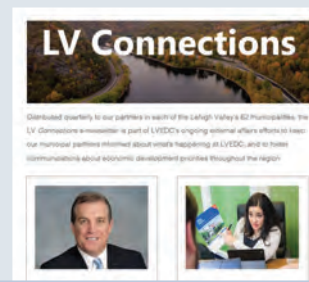 LV Connections
Distributed quarterly to our partners in each of the Lehigh Valley's 62 municipalities, the
LV Connections e-newsletter is part of LVEDC's ongoing external affairs efforts to keep
our municipal partners informed about what's happening at LVEDC, and to foster
communications about economic development priorities throughout the region